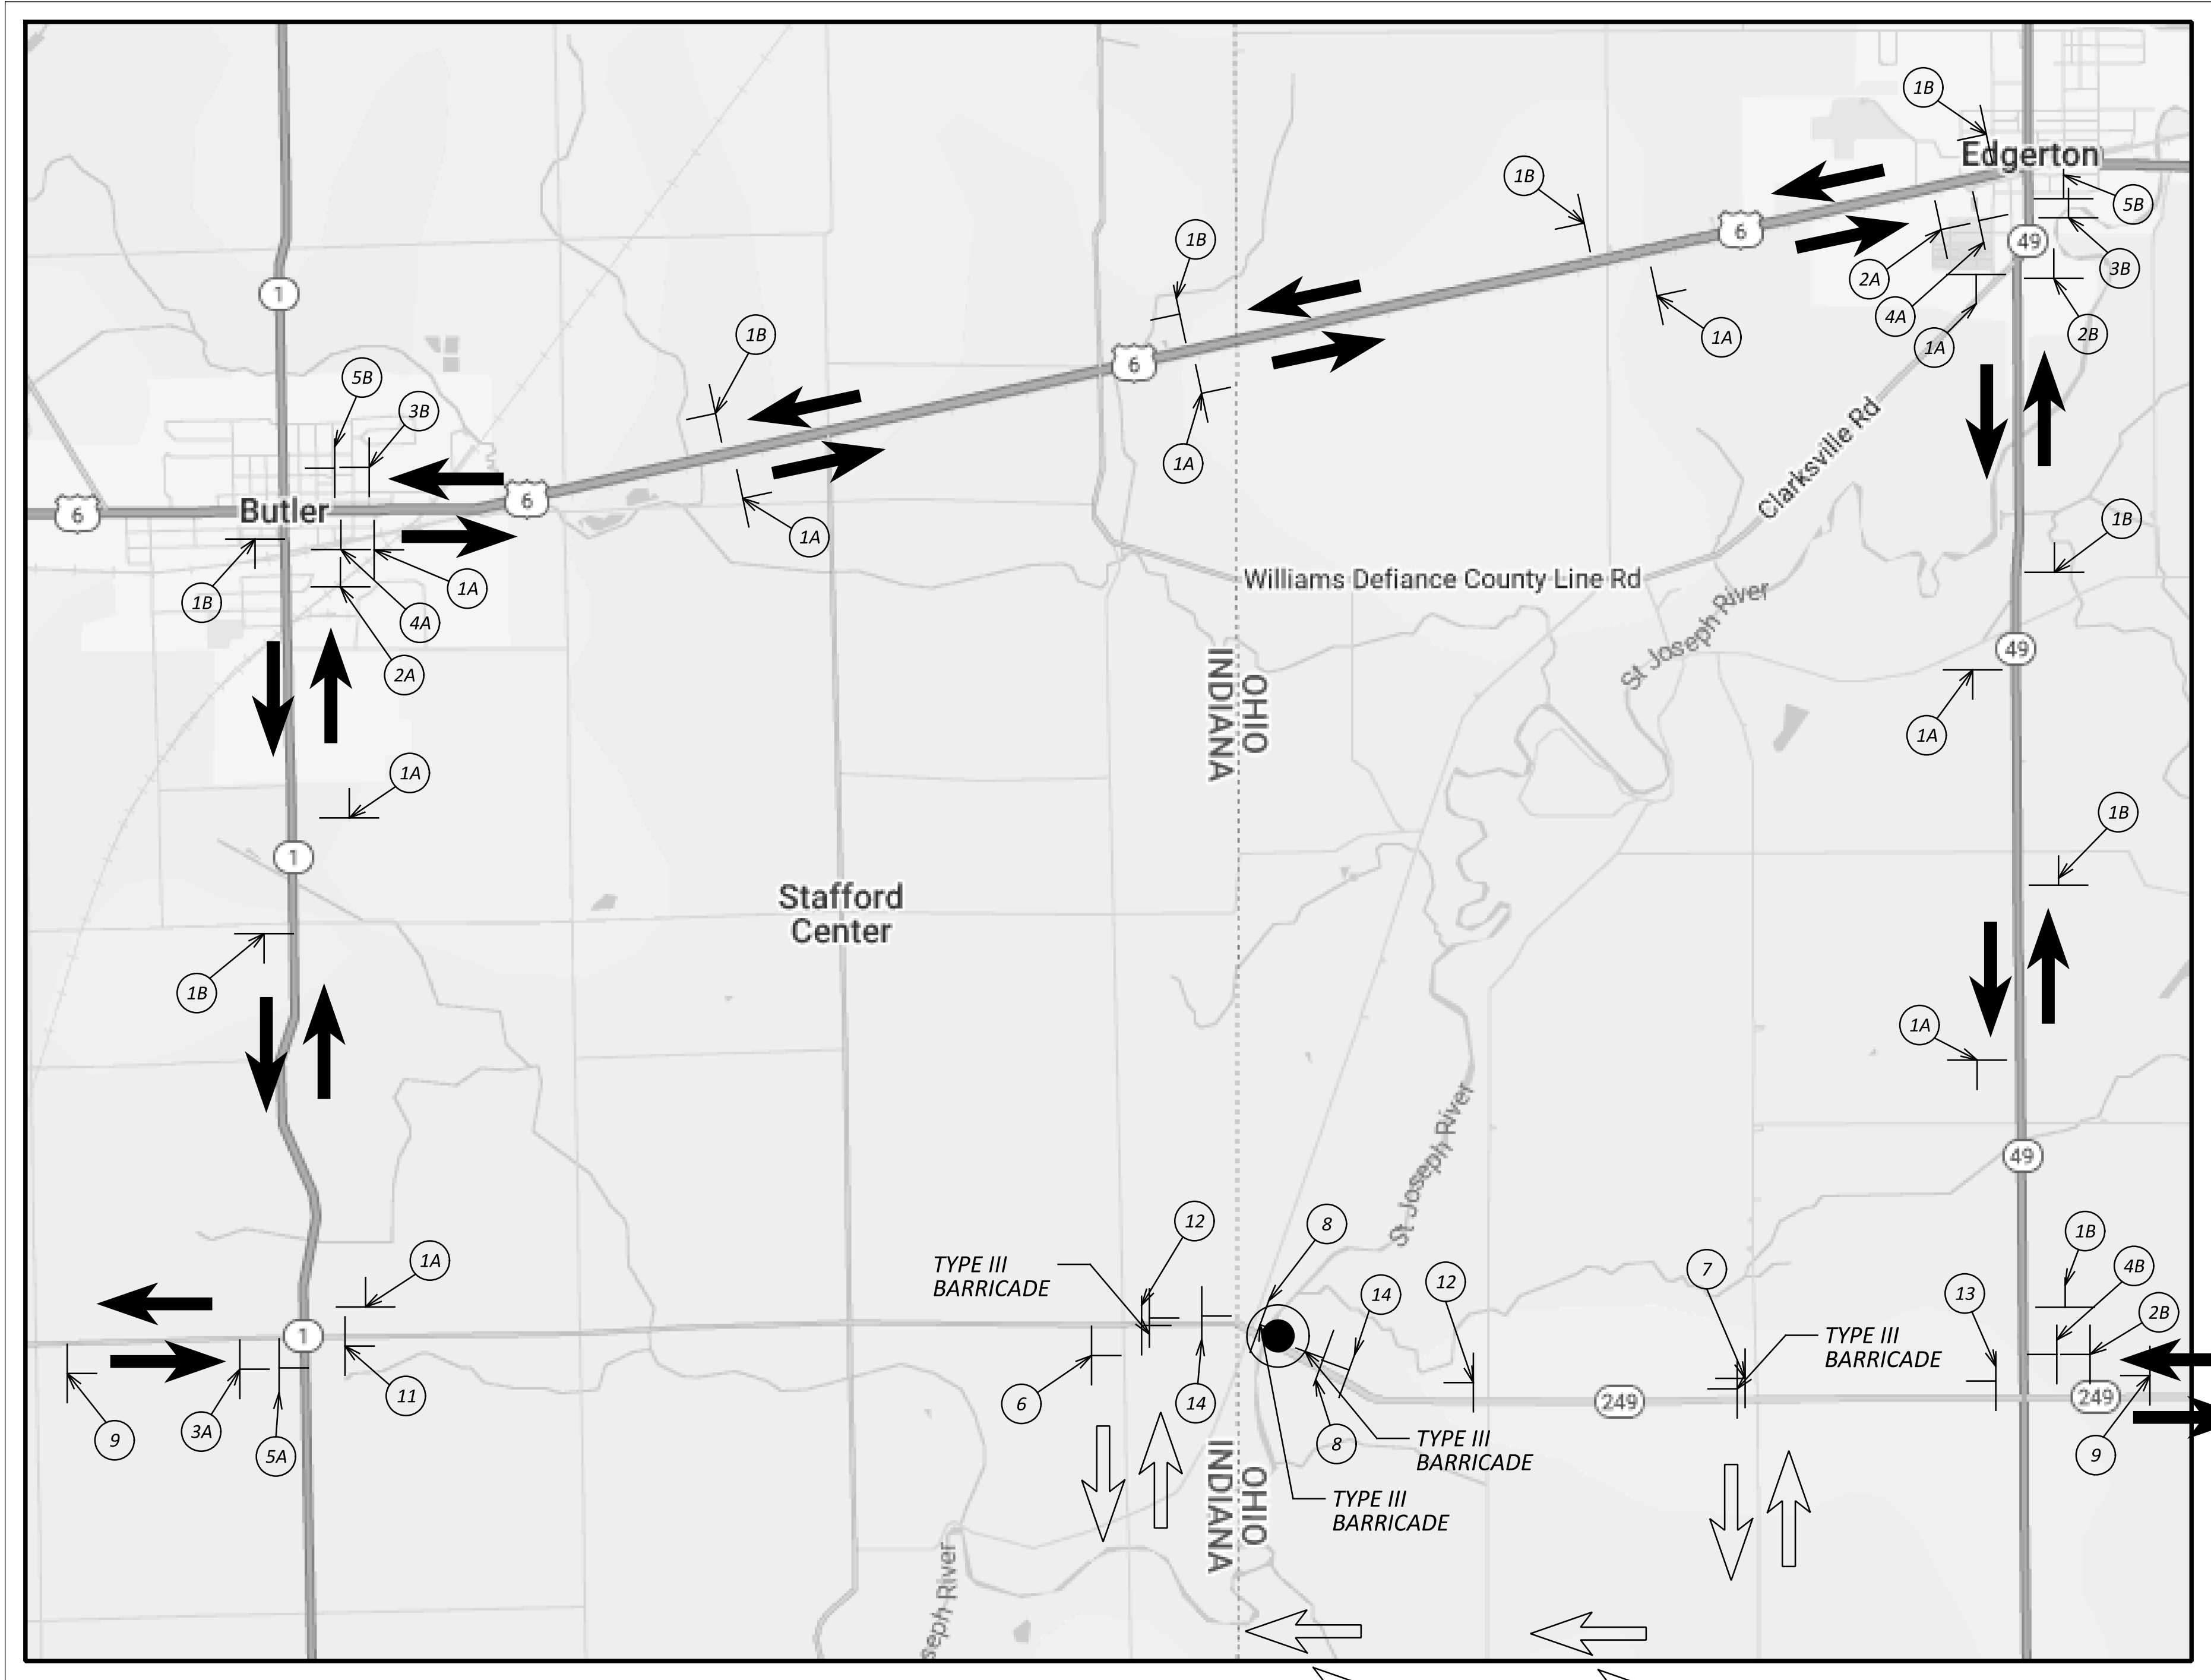 1B
Edgerton
1B
5B
6
1B
49
2A
3B
1
4A
1B
1A
1A
2B
6
5B
3B
1A
Clarksville Rd
6
6
Butler
1B
1A
Williams Defiance County Line Rd
1A
1B
4A
St Joseph River
49
2A
OHIO
INDIANA
1A
1A
1B
1
Stafford
Center
1B
1A
St Joseph River
49
12
8
1B
1A
TYPE III
BARRICADE
4B
7
14
12
13
2B
1
TYPE III
BARRICADE
11
6
14
249
249
9
3A
5A
8
TYPE III
BARRICADE
9
OHIO
INDIANA
TYPE III
BARRICADE
seph River